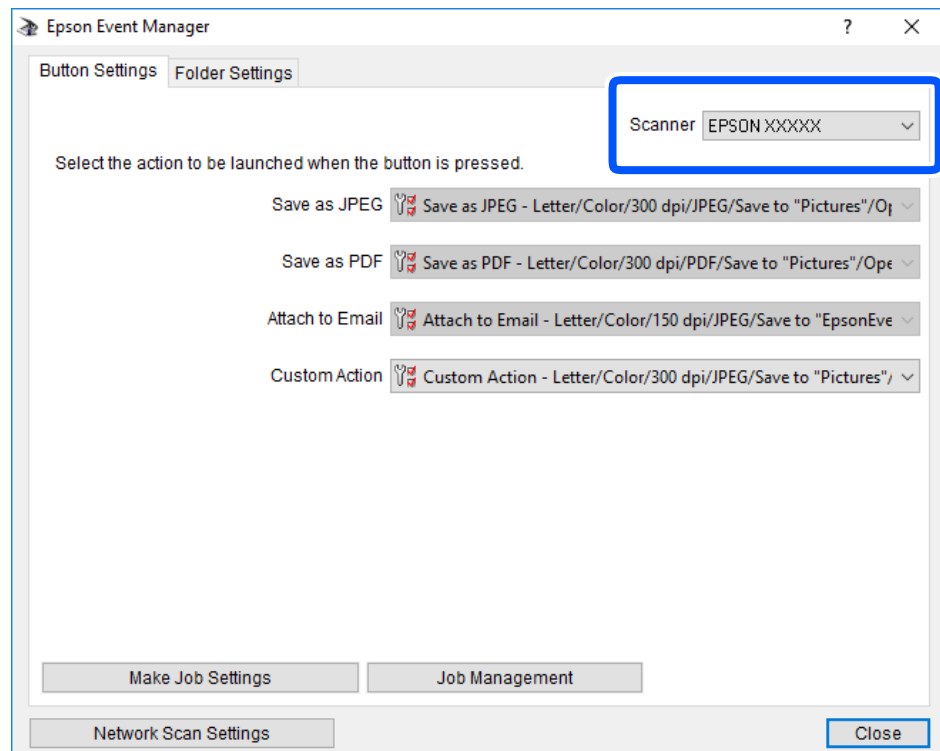 Epson Event Manager
Button Settings Folder Settings
Scanner EPSON XXXXX
Select the action to be launched when the button is pressed.
Save as JPEG Save as JPEG - Letter/Color/300 dpi/JPEG/Save to "Pictures"/Op
Save as PDF Save as PDF - Letter/Color/300 dpi/PDF/Save to "Pictures"/Ope
Attach to Email Attach to Email - Letter/Color/150 dpi/JPEG/Save to "EpsonEve
Custom Action Custom Action - Letter/Color/300 dpi/JPEG/Save to "Pictures"/
Make Job Settings Job Management
Network Scan Settings Close